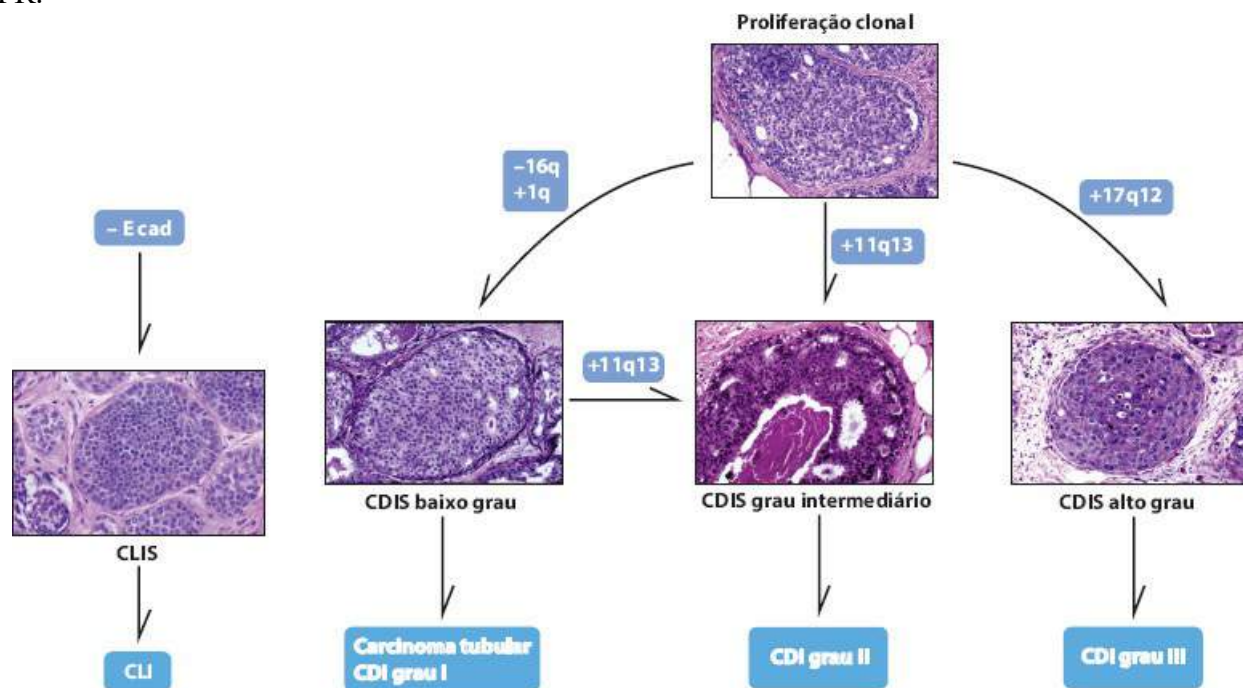 Proliferação clonal
–16q
+1q
+17q12
– Ecad
+11q13
+11q13
CDIS baixo grau
CDIS grau intermediário
CDIS alto grau
CLIS
Carcinoma tubular
CDI grau I
CDI grau II
CDI grau III
CLI